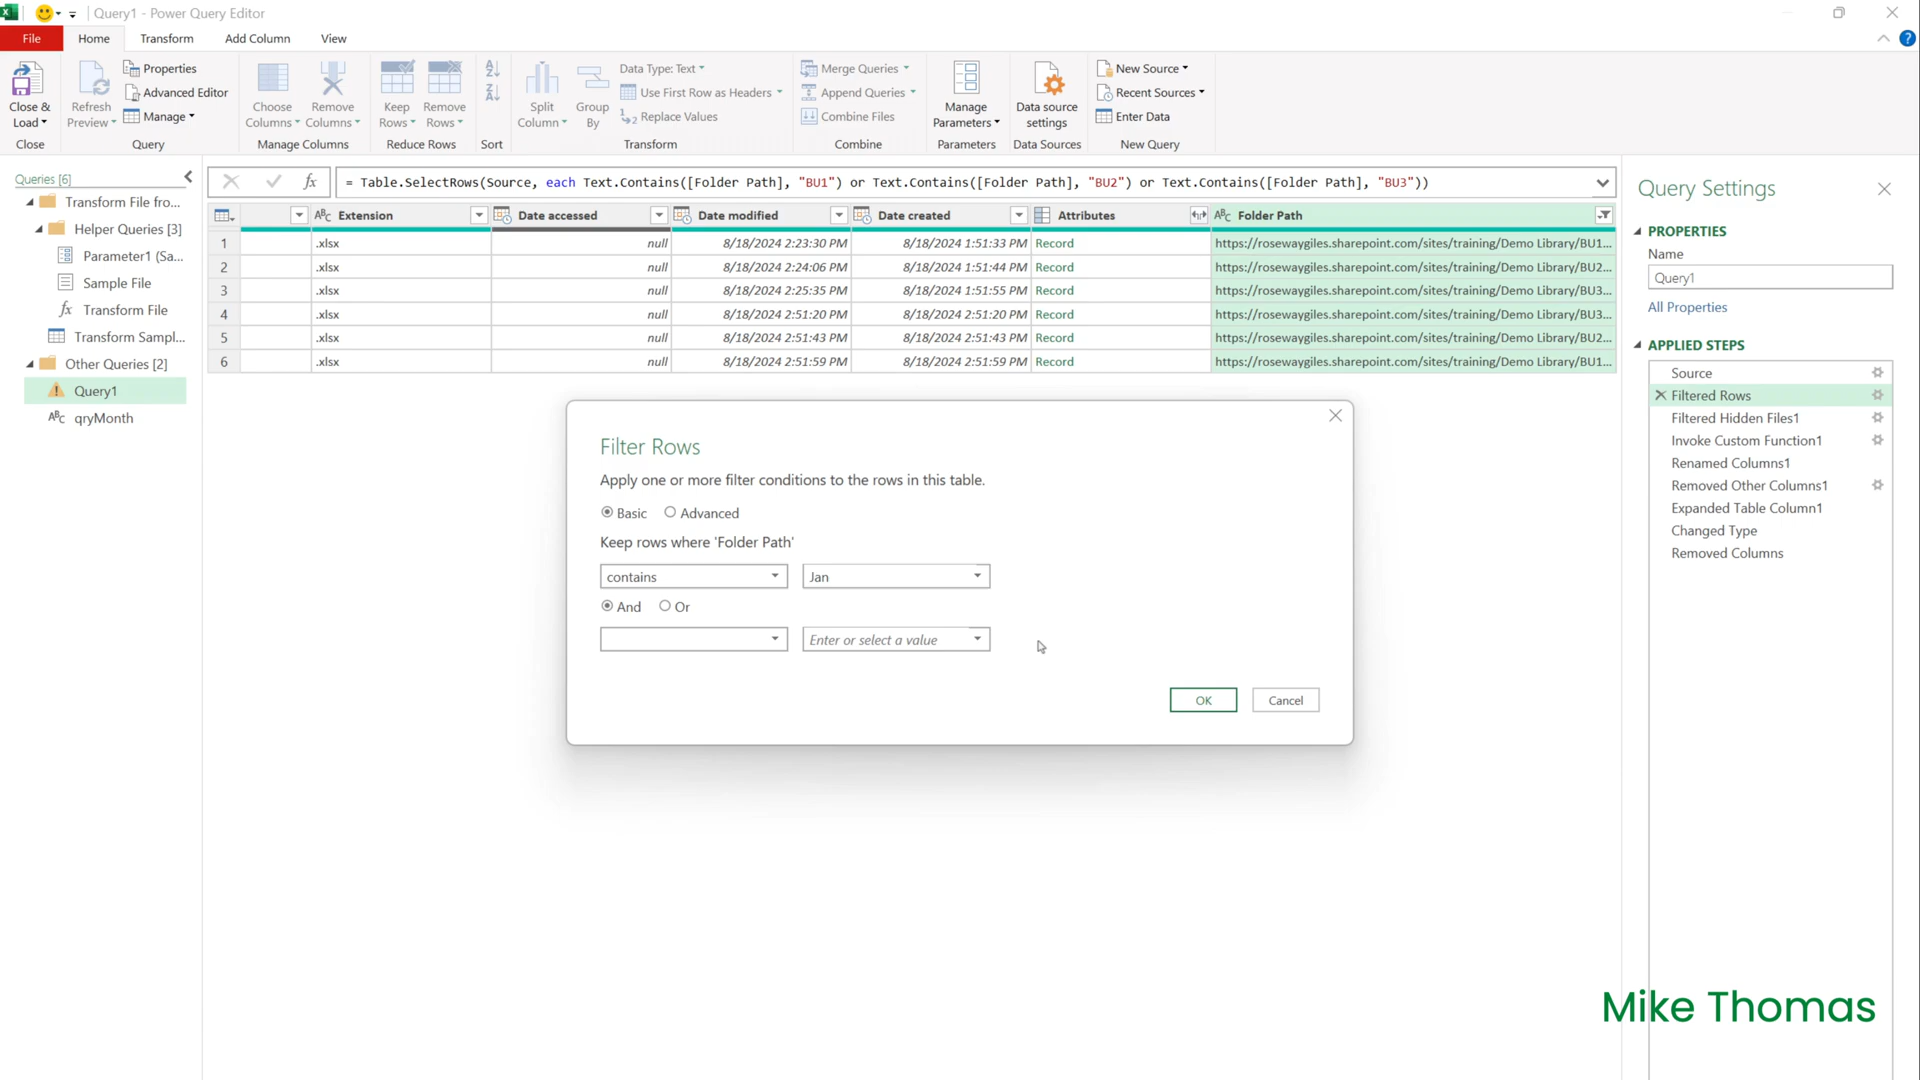 Query1 - Power Query Editor
File Home Transform Add Column View
Close & Load
Close
Refresh Preview
Properties
Advanced Editor
Manage
Query
Choose Columns
Remove Columns
Manage Columns
Keep Rows
Remove Rows
Reduce Rows
Sort
Split Column
Group By
Data Type: Text
Use First Row as Headers
Replace Values
Transform
Merge Queries
Append Queries
Combine Files
Combine
Manage Parameters
Parameters
Data source settings
Data Sources
New Source
Recent Sources
Enter Data
New Query
Queries [6]
Transform File fro...
Helper Queries [3]
Parameter1 (Sa...
Sample File
fx Transform File
Transform Sampl...
Other Queries [2]
Query1
ABC qryMonth
fx = Table.SelectRows(Source, each Text.Contains([Folder Path], "BU1") or Text.Contains([Folder Path], "BU2") or Text.Contains([Folder Path], "BU3"))
ABC Extension Date accessed Date modified Date created Attributes ABC Folder Path
1 .xlsx null 8/18/2024 2:23:30 PM 8/18/2024 1:51:33 PM Record https://rosewaygiles.sharepoint.com/sites/training/Demo Library/BU1...
2 .xlsx null 8/18/2024 2:24:06 PM 8/18/2024 1:51:44 PM Record https://rosewaygiles.sharepoint.com/sites/training/Demo Library/BU2...
3 .xlsx null 8/18/2024 2:25:35 PM 8/18/2024 1:51:55 PM Record https://rosewaygiles.sharepoint.com/sites/training/Demo Library/BU3...
4 .xlsx null 8/18/2024 2:51:20 PM 8/18/2024 2:51:20 PM Record https://rosewaygiles.sharepoint.com/sites/training/Demo Library/BU3...
5 .xlsx null 8/18/2024 2:51:43 PM 8/18/2024 2:51:43 PM Record https://rosewaygiles.sharepoint.com/sites/training/Demo Library/BU2...
6 .xlsx null 8/18/2024 2:51:59 PM 8/18/2024 2:51:59 PM Record https://rosewaygiles.sharepoint.com/sites/training/Demo Library/BU1...
Filter Rows
Apply one or more filter conditions to the rows in this table.
Basic Advanced
Keep rows where 'Folder Path'
contains Jan
And Or
Enter or select a value
OK Cancel
Query Settings
PROPERTIES
Name
Query1
All Properties
APPLIED STEPS
Source
Filtered Rows
Filtered Hidden Files1
Invoke Custom Function1
Renamed Columns1
Removed Other Columns1
Expanded Table Column1
Changed Type
Removed Columns
Mike Thomas